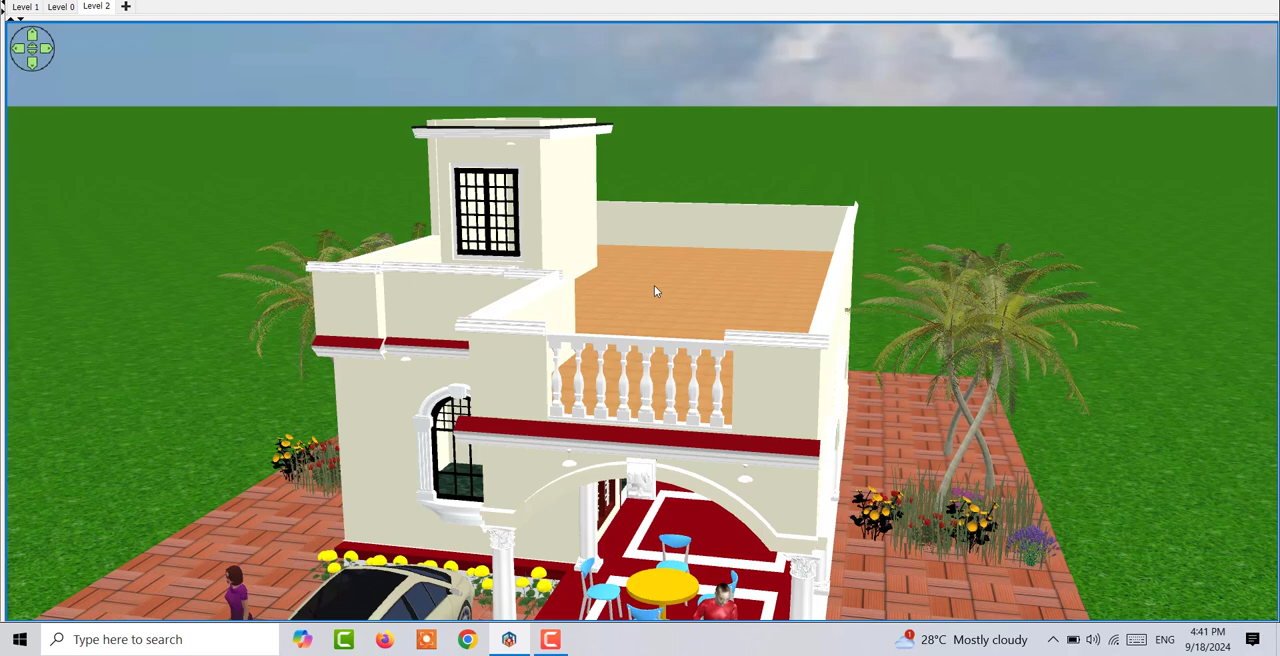 Level 1 Level 0 Level 2
Type here to search
1
28°C Mostly cloudy
ENG
4:41 PM
9/18/2024